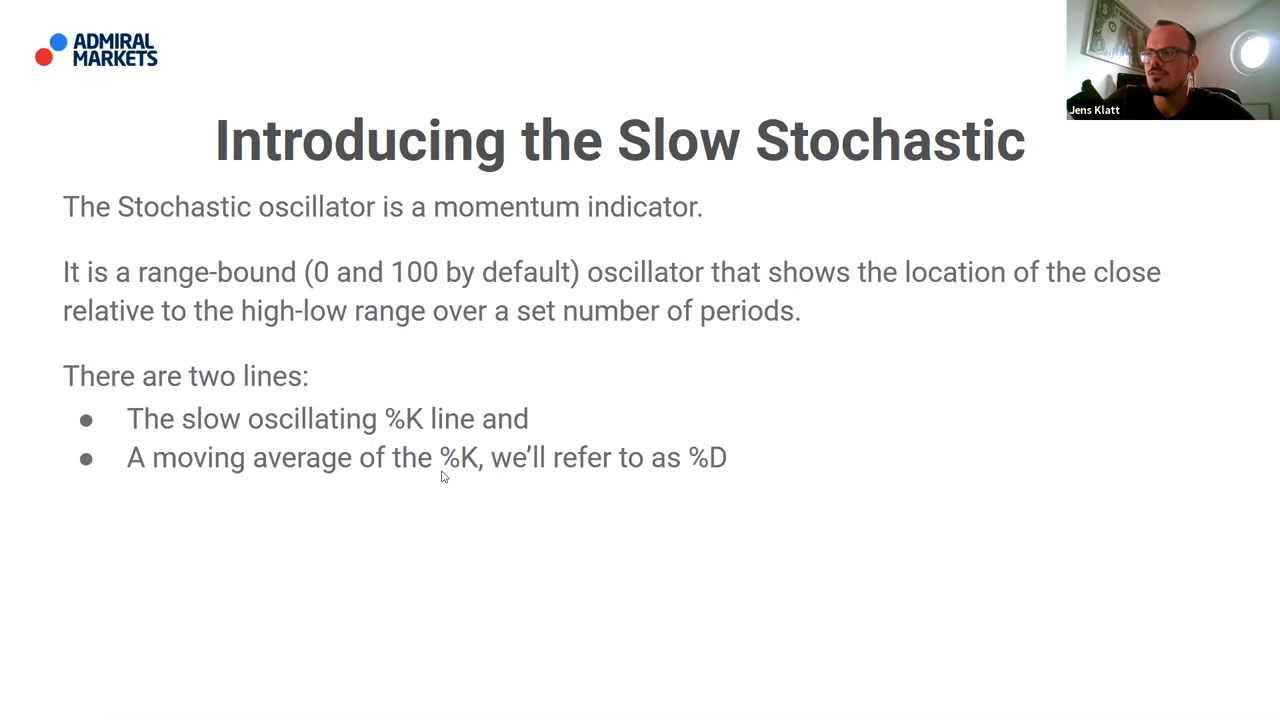 ADMIRAL
MARKETS
Jens Klatt
Introducing the Slow Stochastic
The Stochastic oscillator is a momentum indicator.
It is a range-bound (0 and 100 by default) oscillator that shows the location of the close
relative to the high-low range over a set number of periods.
There are two lines:
● The slow oscillating %K line and
● A moving average of the %K, we’ll refer to as %D